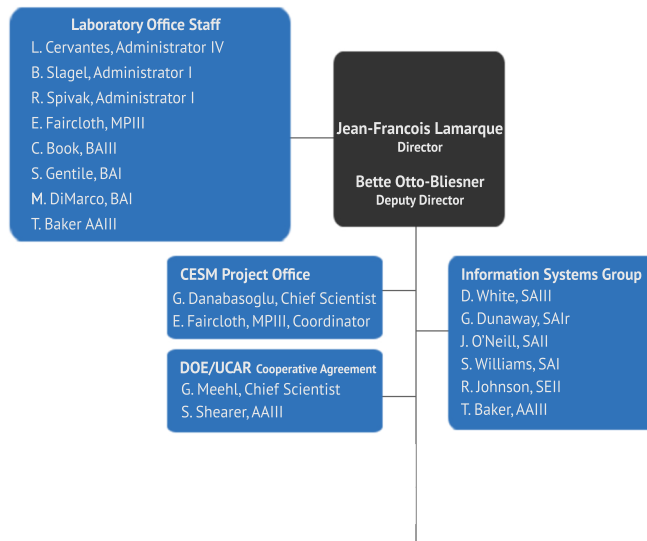 Laboratory Office Staff
L. Cervantes, Administrator IV
B. Slagel, Administrator I
R. Spivak, Administrator I
E. Faircloth, MPIII
C. Book, BAIII
S. Gentile, BAI
M. DiMarco, BAI
T. Baker AAIII
Jean-Francois Lamarque
Director
Bette Otto-Bliesner
Deputy Director
CESM Project Office
G. Danabasoglu, Chief Scientist
E. Faircloth, MPIII, Coordinator
Information Systems Group
D. White, SAIII
G. Dunaway, SAIr
J. O’Neill, SAII
S. Williams, SAI
R. Johnson, SEII
T. Baker, AAIII
DOE/UCAR Cooperative Agreement
G. Meehl, Chief Scientist
S. Shearer, AAIII